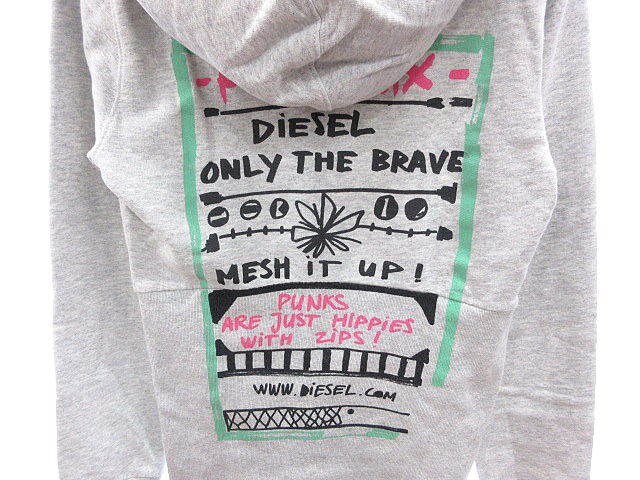 DiESEL
ONLY THE BRAVE
MESH iT UP!
PUNKS
ARE JUST HiPPiES
WiTH ZiPS!
WWW.DiESEL.COM